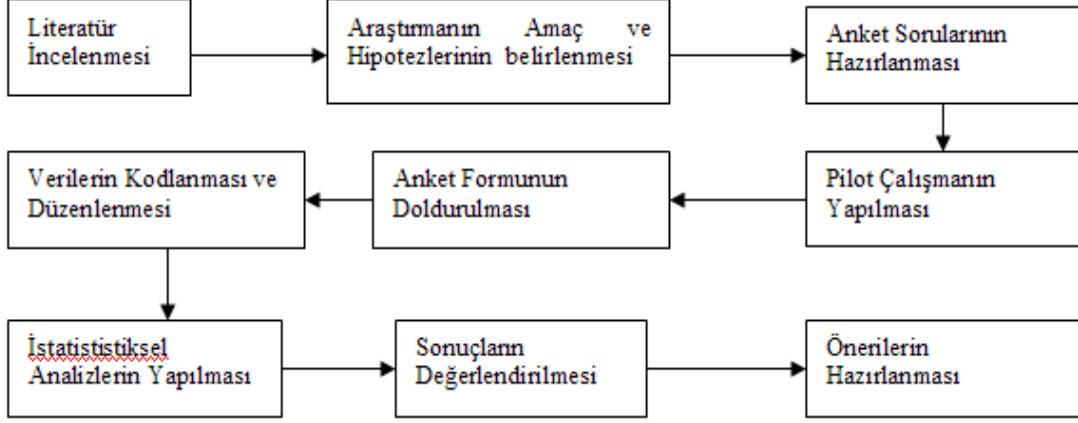 Literatür
İncelenmesi
Araştırmanın Amaç ve
Hipotezlerinin belirlenmesi
Anket Sorularının
Hazırlanması
Pilot Çalışmanın
Yapılması
Anket Formunun
Doldurulması
Verilerin Kodlanması ve
Düzenlenmesi
İstatististiksel
Analizlerin Yapılması
Sonuçların
Değerlendirilmesi
Önerilerin
Hazırlanması